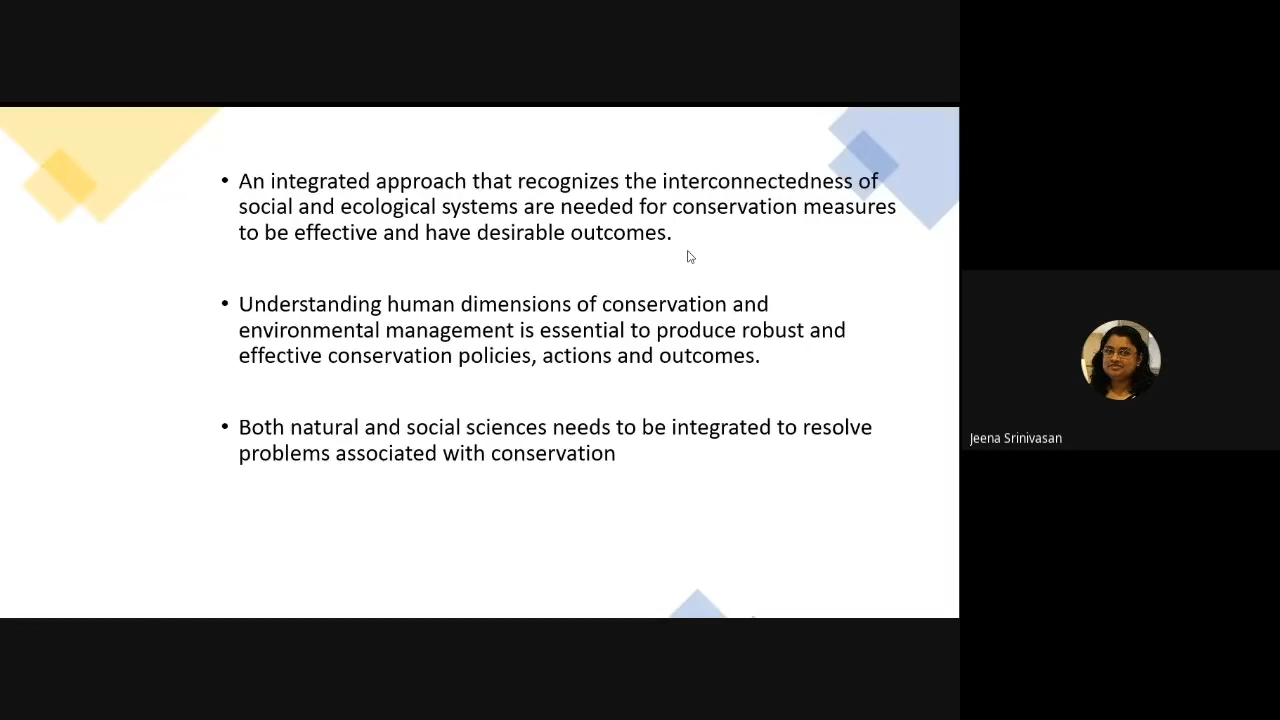 • An integrated approach that recognizes the interconnectedness of
social and ecological systems are needed for conservation measures
to be effective and have desirable outcomes.
• Understanding human dimensions of conservation and
environmental management is essential to produce robust and
effective conservation policies, actions and outcomes.
• Both natural and social sciences needs to be integrated to resolve
problems associated with conservation
Jeena Srinivasan